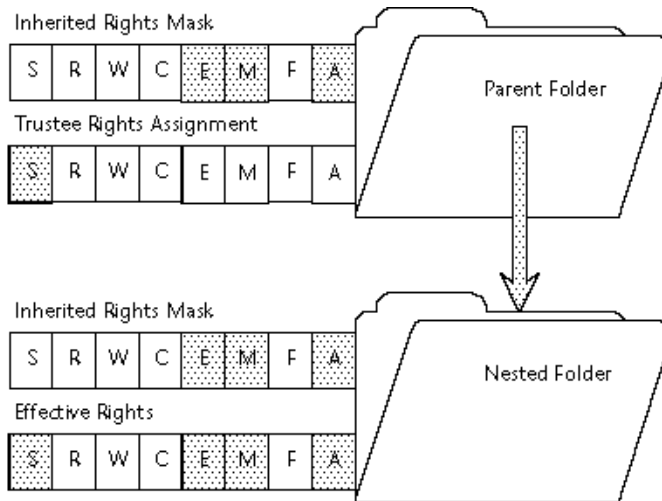 Inherited Rights Mask
S R W C E M F A
Parent Folder
Trustee Rights Assignment
S R W C E M F A
Inherited Rights Mask
S R W C E M F A
Nested Folder
Effective Rights
S R W C E M F A